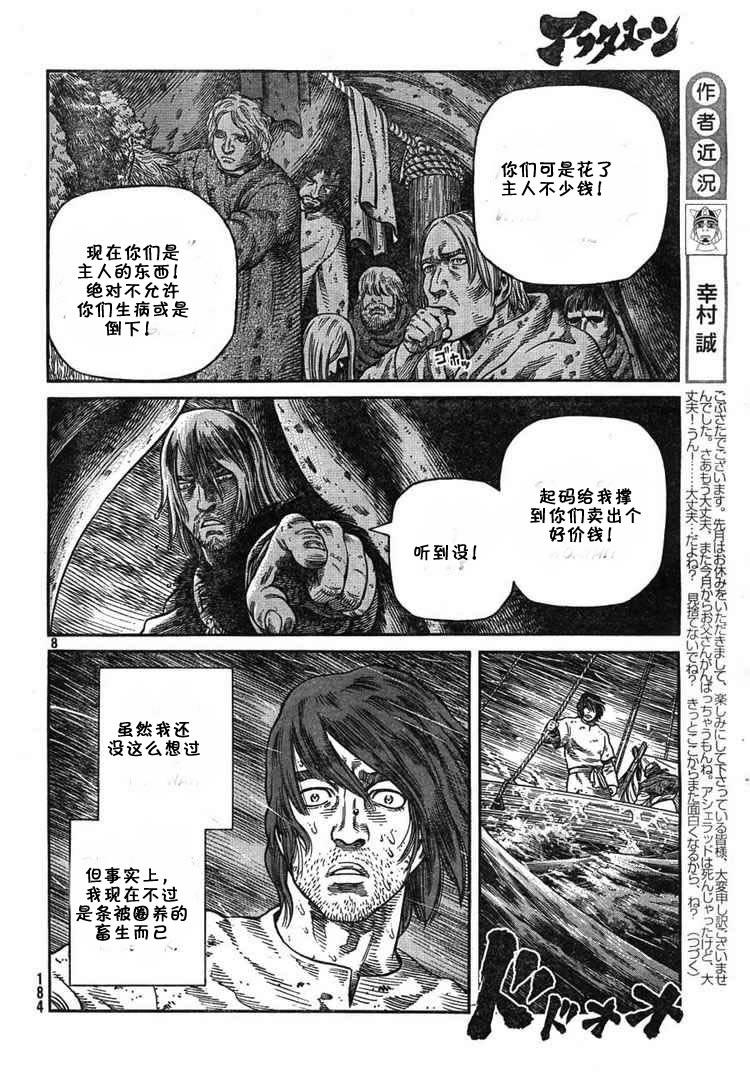 アフタヌーン
作者近況
幸村誠
ごぶさたでございます。先月はお休みをいただきまして、楽しみにして下さっている皆様、大変申し訳ございませ
んでした。さあもう大丈夫、また今月からお父さんがんばっちゃうもんね。アシェラッドは死んじゃったけど、大
丈夫！うん！……大丈夫…だよね？　見捨てないでね？　きっとここからまた面白くなるから、ね？　（つづく）
你们可是花了
主人不少钱！
现在你们是
主人的东西！
绝对不允许
你们生病或是
倒下！
ゴホッ
起码给我撑
到你们卖出个
好价钱！
听到没！
8
虽然我还
没这么想过
但事实上，
我现在不过
是条被圈养的
畜生而已
ドドオオ
184